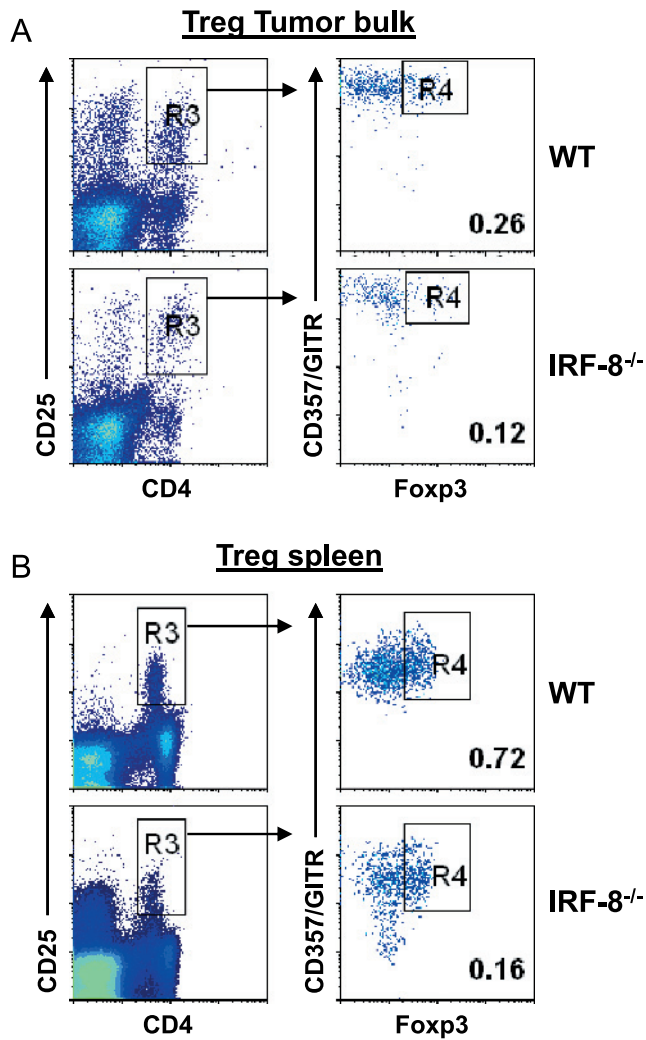 A
Treg Tumor bulk
R3
R4
WT
0.26
R3
R4
IRF-8-/-
0.12
CD25
CD357/GITR
CD4
Foxp3
B
Treg spleen
R3
R4
WT
0.72
R3
R4
IRF-8-/-
0.16
CD25
CD357/GITR
CD4
Foxp3